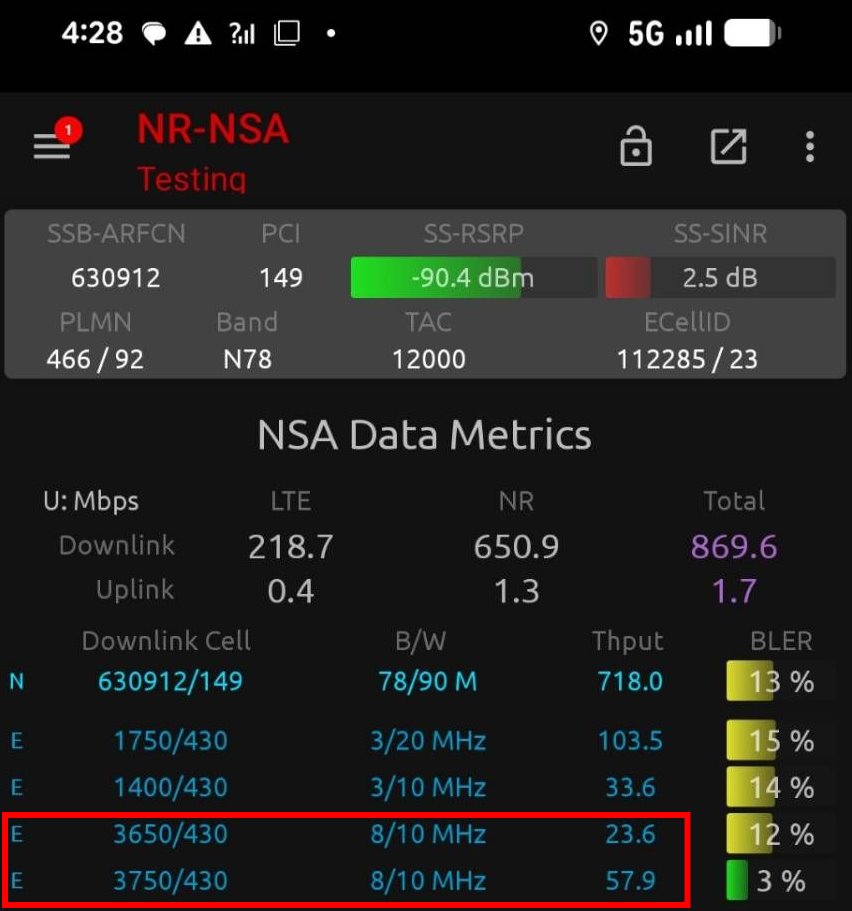 4:28 5G
1 NR-NSA
Testing
SSB-ARFCN PCI SS-RSRP SS-SINR
630912 149 -90.4 dBm 2.5 dB
PLMN Band TAC ECellID
466 / 92 N78 12000 112285 / 23
NSA Data Metrics
U: Mbps LTE NR Total
Downlink 218.7 650.9 869.6
Uplink 0.4 1.3 1.7
Downlink Cell B/W Thput BLER
N 630912/149 78/90 M 718.0 13 %
E 1750/430 3/20 MHz 103.5 15 %
E 1400/430 3/10 MHz 33.6 14 %
E 3650/430 8/10 MHz 23.6 12 %
E 3750/430 8/10 MHz 57.9 3 %